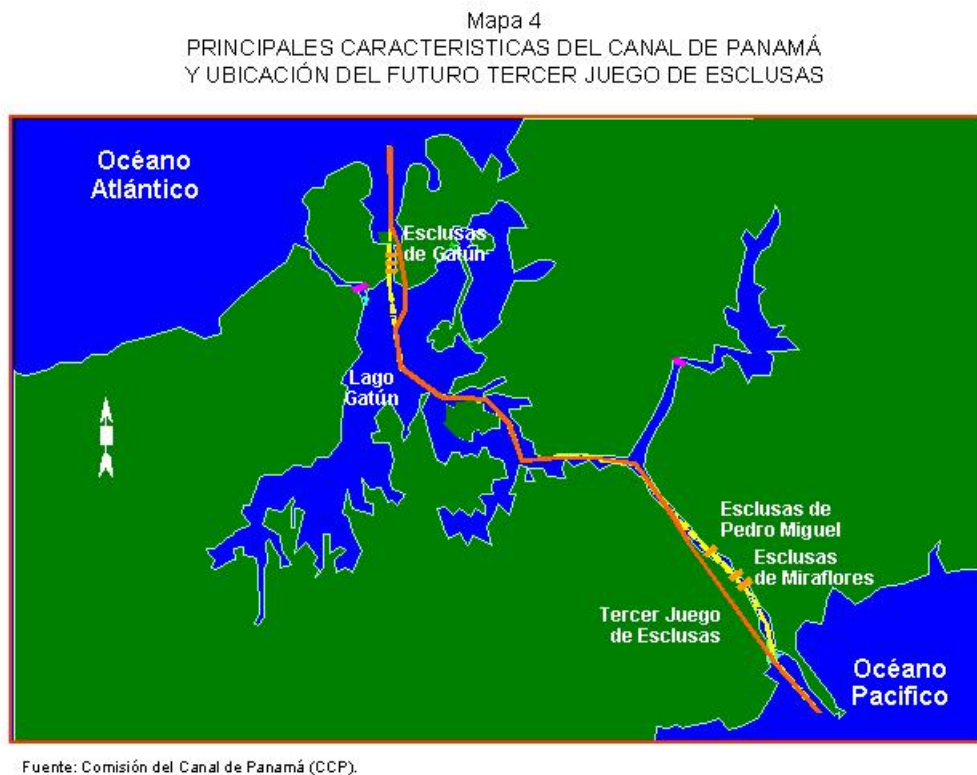 Mapa 4
PRINCIPALES CARACTERISTICAS DEL CANAL DE PANAMÁ
Y UBICACIÓN DEL FUTURO TERCER JUEGO DE ESCLUSAS
Océano
Atlántico
Esclusas
de Gatún
Lago
Gatún
Esclusas de
Pedro Miguel
Esclusas
de Miraflores
Tercer Juego
de Esclusas
Océano
Pacifico
Fuente: Comisión del Canal de Panamá (CCP).